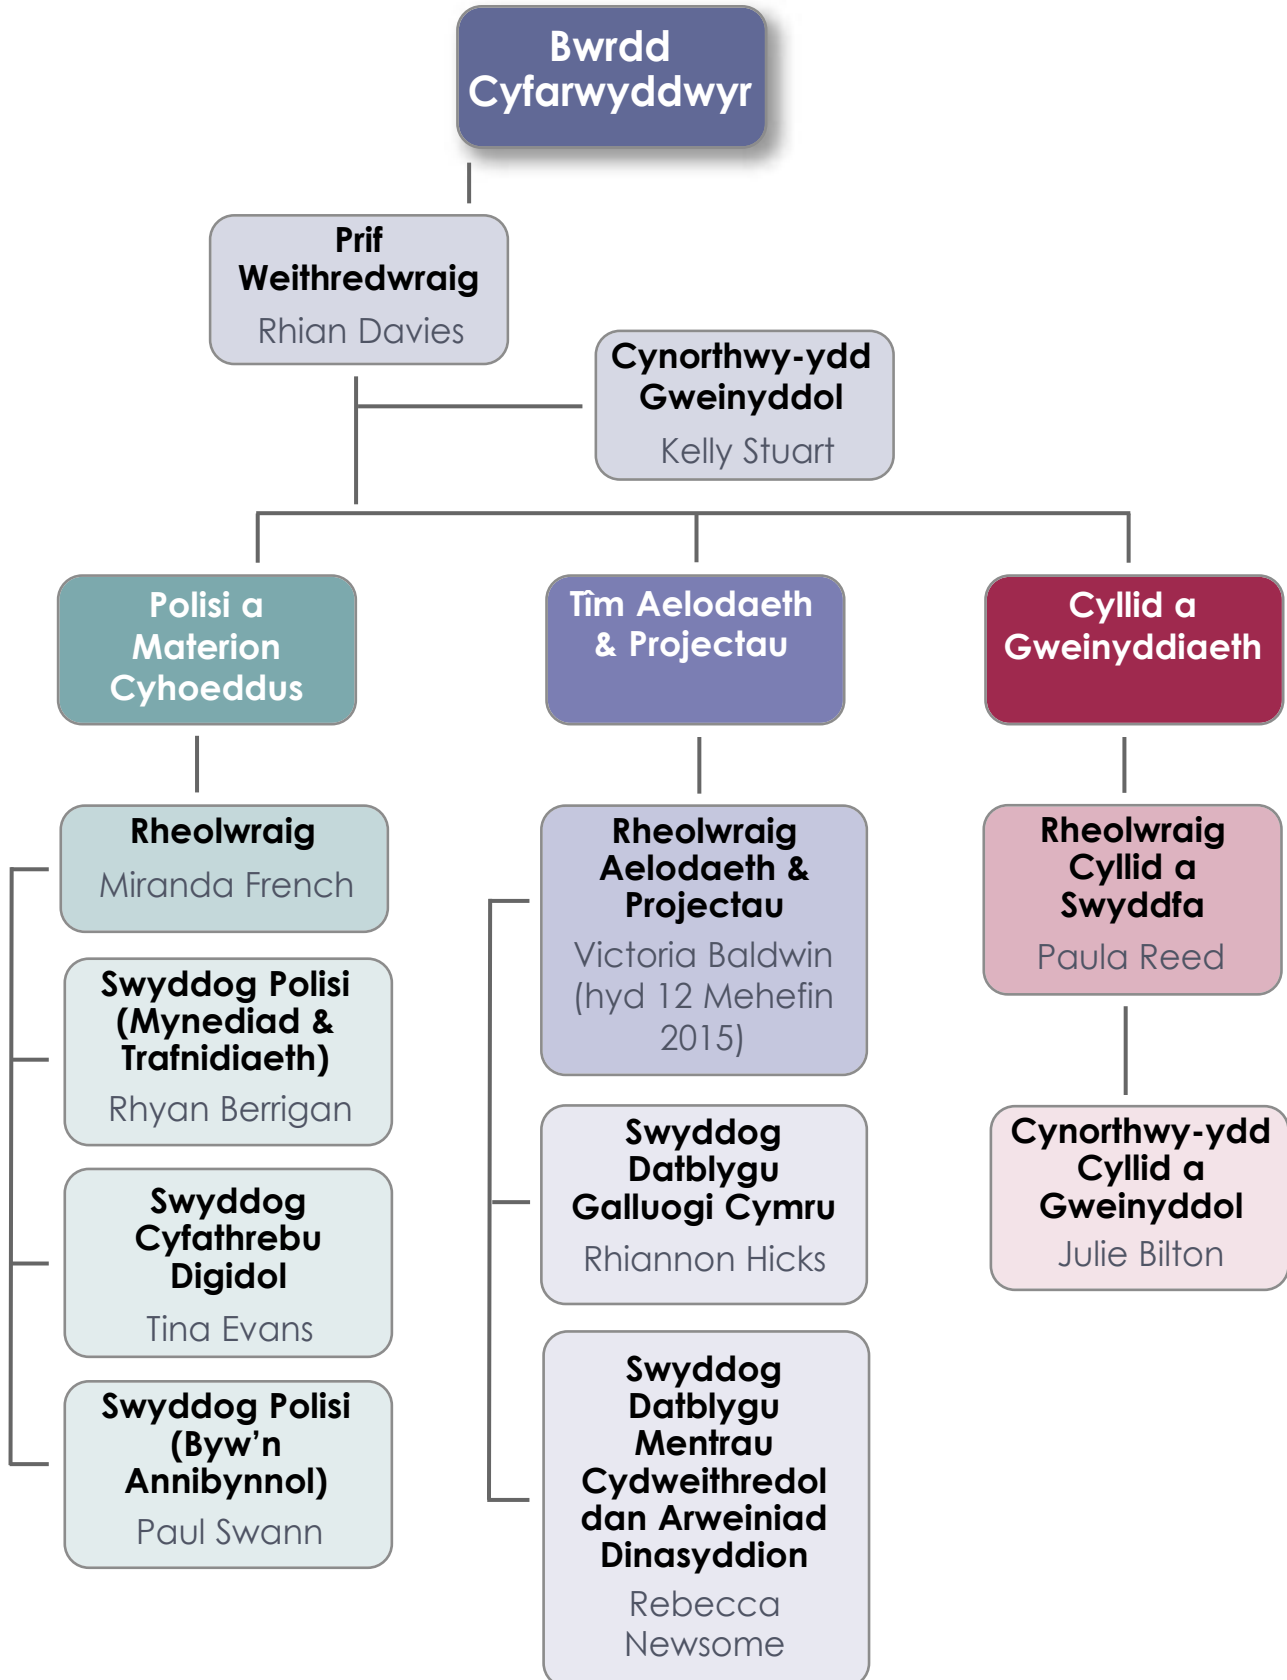 Bwrdd
Cyfarwyddwyr
Prif
Weithredwraig
Rhian Davies
Cynorthwy-ydd
Gweinyddol
Kelly Stuart
Polisi a
Materion
Cyhoeddus
Tîm Aelodaeth
& Projectau
Cyllid a
Gweinyddiaeth
Rheolwraig
Miranda French
Swyddog Polisi
(Mynediad &
Trafnidiaeth)
Rhyan Berrigan
Swyddog
Cyfathrebu
Digidol
Tina Evans
Swyddog Polisi
(Byw’n
Annibynnol)
Paul Swann
Rheolwraig
Aelodaeth &
Projectau
Victoria Baldwin
(hyd 12 Mehefin
2015)
Swyddog
Datblygu
Galluogi Cymru
Rhiannon Hicks
Swyddog
Datblygu
Mentrau
Cydweithredol
dan Arweiniad
Dinasyddion
Rebecca
Newsome
Rheolwraig
Cyllid a
Swyddfa
Paula Reed
Cynorthwy-ydd
Cyllid a
Gweinyddol
Julie Bilton